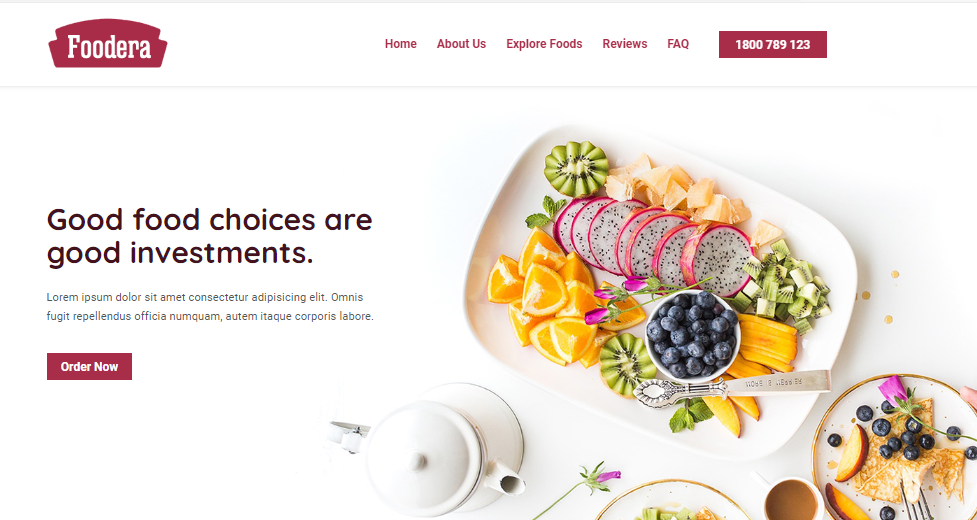 Foodera
Home
About Us
Explore Foods
Reviews
FAQ
1800 789 123
Good food choices are
good investments.
Lorem ipsum dolor sit amet consectetur adipisicing elit. Omnis
fugit repellendus officia numquam, autem itaque corporis labore.
Order Now